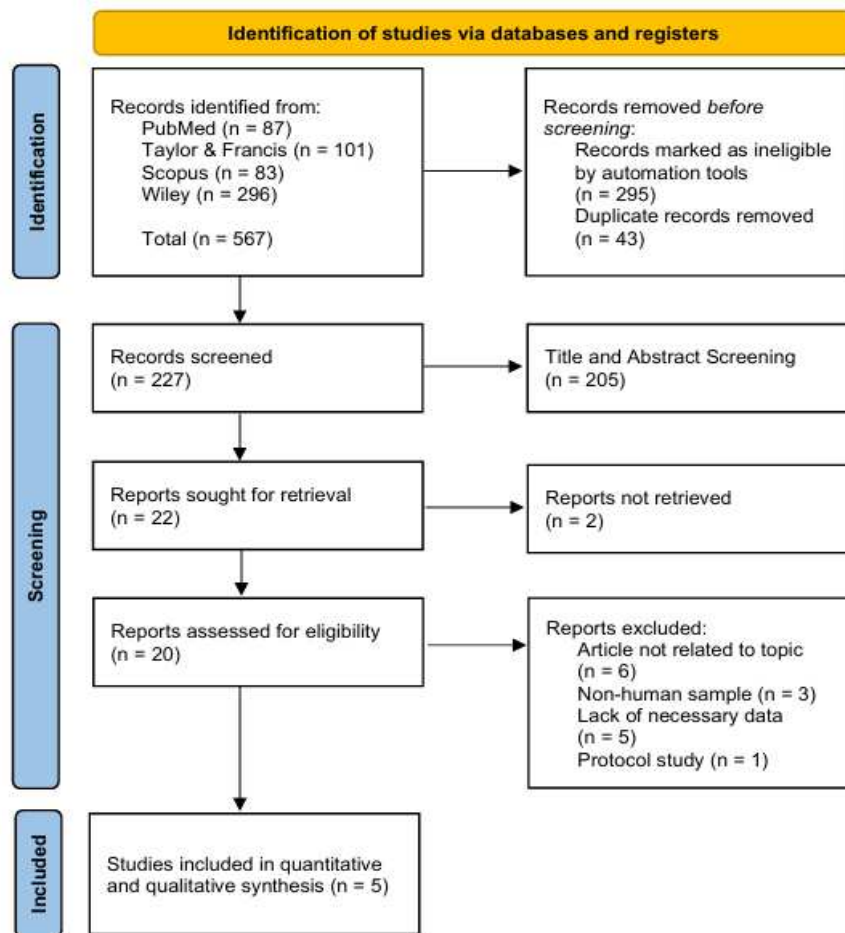 Identification of studies via databases and registers
Identification
Records identified from:
PubMed (n = 87)
Taylor & Francis (n = 101)
Scopus (n = 83)
Wiley (n = 296)
Total (n = 567)
Records removed before
screening:
Records marked as ineligible
by automation tools
(n = 295)
Duplicate records removed
(n = 43)
Screening
Records screened
(n = 227)
Title and Abstract Screening
(n = 205)
Reports sought for retrieval
(n = 22)
Reports not retrieved
(n = 2)
Reports assessed for eligibility
(n = 20)
Reports excluded:
Article not related to topic
(n = 6)
Non-human sample (n = 3)
Lack of necessary data
(n = 5)
Protocol study (n = 1)
Included
Studies included in quantitative
and qualitative synthesis (n = 5)